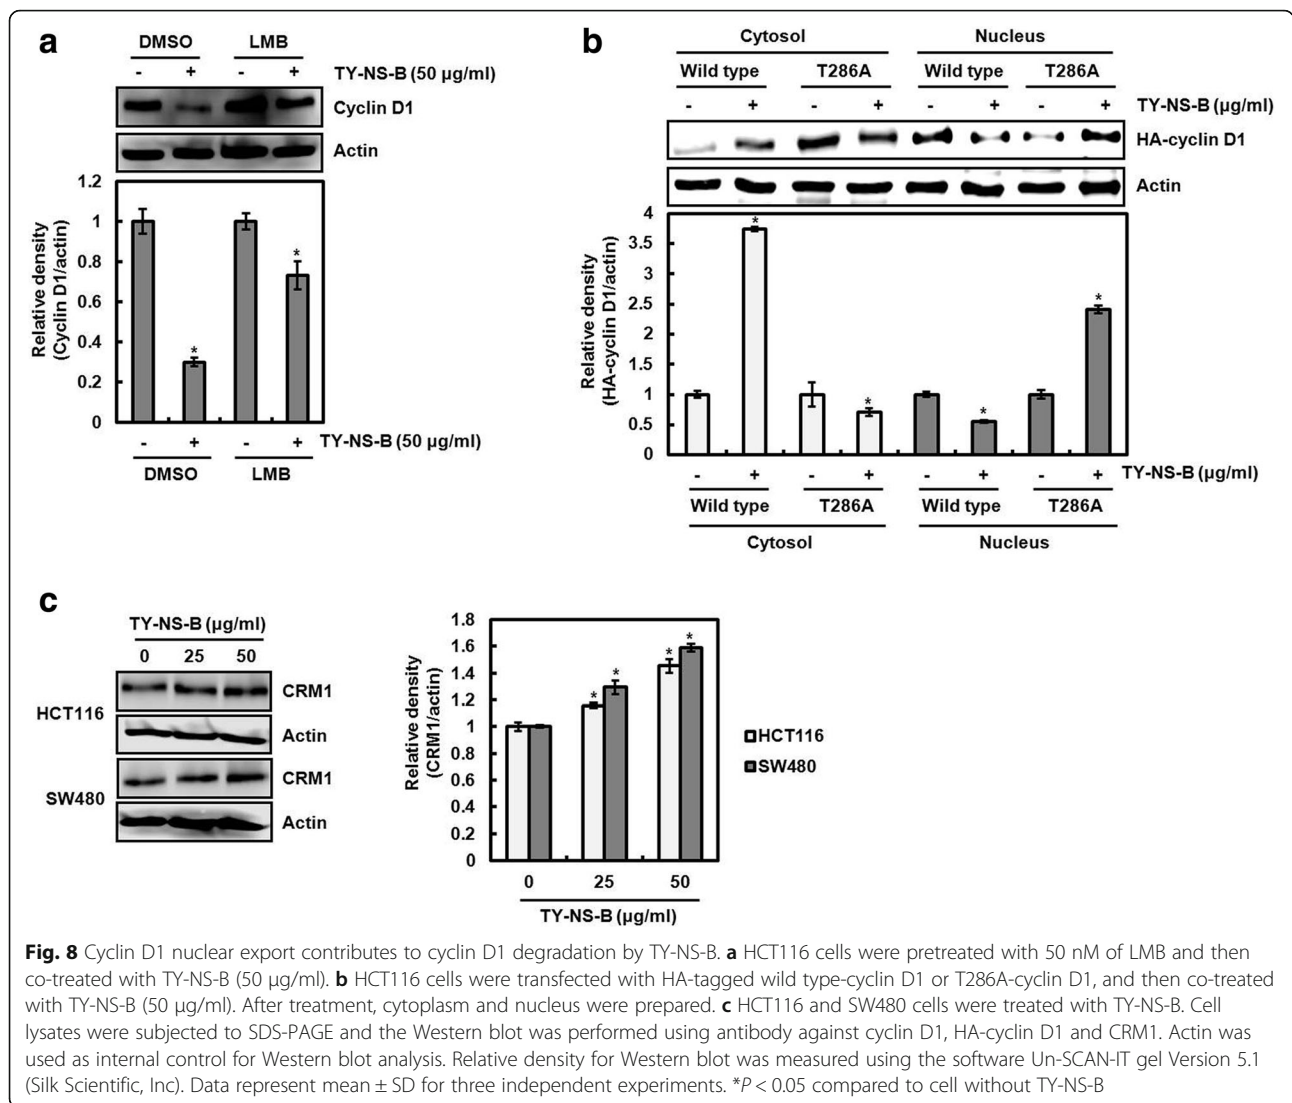 a
DMSO LMB
- + - + TY-NS-B (50 µg/ml)
Cyclin D1
Actin
Relative density
(Cyclin D1/actin)
1.2
1
0.8
0.6
0.4
0.2
0
* *
- + - + TY-NS-B (50 µg/ml)
DMSO LMB
b
Cytosol Nucleus
Wild type T286A Wild type T286A
- + - + - + - + TY-NS-B (µg/ml)
HA-cyclin D1
Actin
Relative density
(HA-cyclin D1/actin)
4
3.5
3
2.5
2
1.5
1
0.5
0
* * * *
- + - + - + - + TY-NS-B (µg/ml)
Wild type T286A Wild type T286A
Cytosol Nucleus
c
TY-NS-B (µg/ml)
0 25 50
HCT116
CRM1
Actin
SW480
CRM1
Actin
Relative density
(CRM1/actin)
1.8
1.6
1.4
1.2
1
0.8
0.6
0.4
0.2
0
* * * *
0 25 50
TY-NS-B (µg/ml)
HCT116
SW480
Fig. 8 Cyclin D1 nuclear export contributes to cyclin D1 degradation by TY-NS-B. a HCT116 cells were pretreated with 50 nM of LMB and then
co-treated with TY-NS-B (50 µg/ml). b HCT116 cells were transfected with HA-tagged wild type-cyclin D1 or T286A-cyclin D1, and then co-treated
with TY-NS-B (50 µg/ml). After treatment, cytoplasm and nucleus were prepared. c HCT116 and SW480 cells were treated with TY-NS-B. Cell
lysates were subjected to SDS-PAGE and the Western blot was performed using antibody against cyclin D1, HA-cyclin D1 and CRM1. Actin was
used as internal control for Western blot analysis. Relative density for Western blot was measured using the software Un-SCAN-IT gel Version 5.1
(Silk Scientific, Inc). Data represent mean ± SD for three independent experiments. *P < 0.05 compared to cell without TY-NS-B